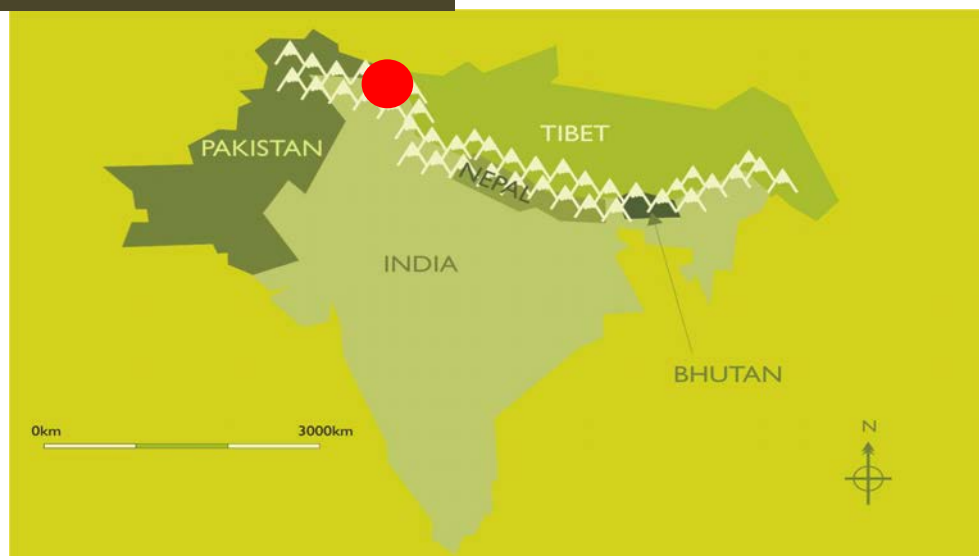 PAKISTAN
TIBET
NEPAL
INDIA
BHUTAN
0km 3000km
N